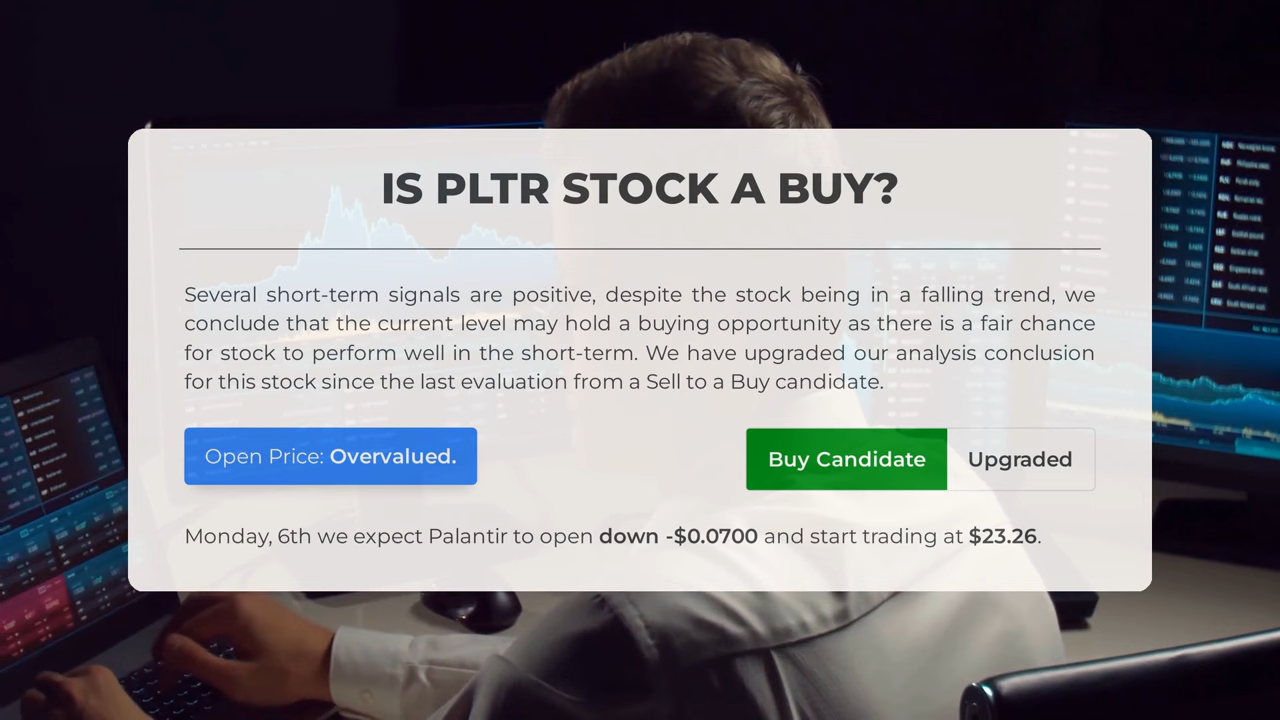 IS PLTR STOCK A BUY?
Several short-term signals are positive, despite the stock being in a falling trend, we
conclude that the current level may hold a buying opportunity as there is a fair chance
for stock to perform well in the short-term. We have upgraded our analysis conclusion
for this stock since the last evaluation from a Sell to a Buy candidate.
Open Price: Overvalued.
Buy Candidate Upgraded
Monday, 6th we expect Palantir to open down -$0.0700 and start trading at $23.26.